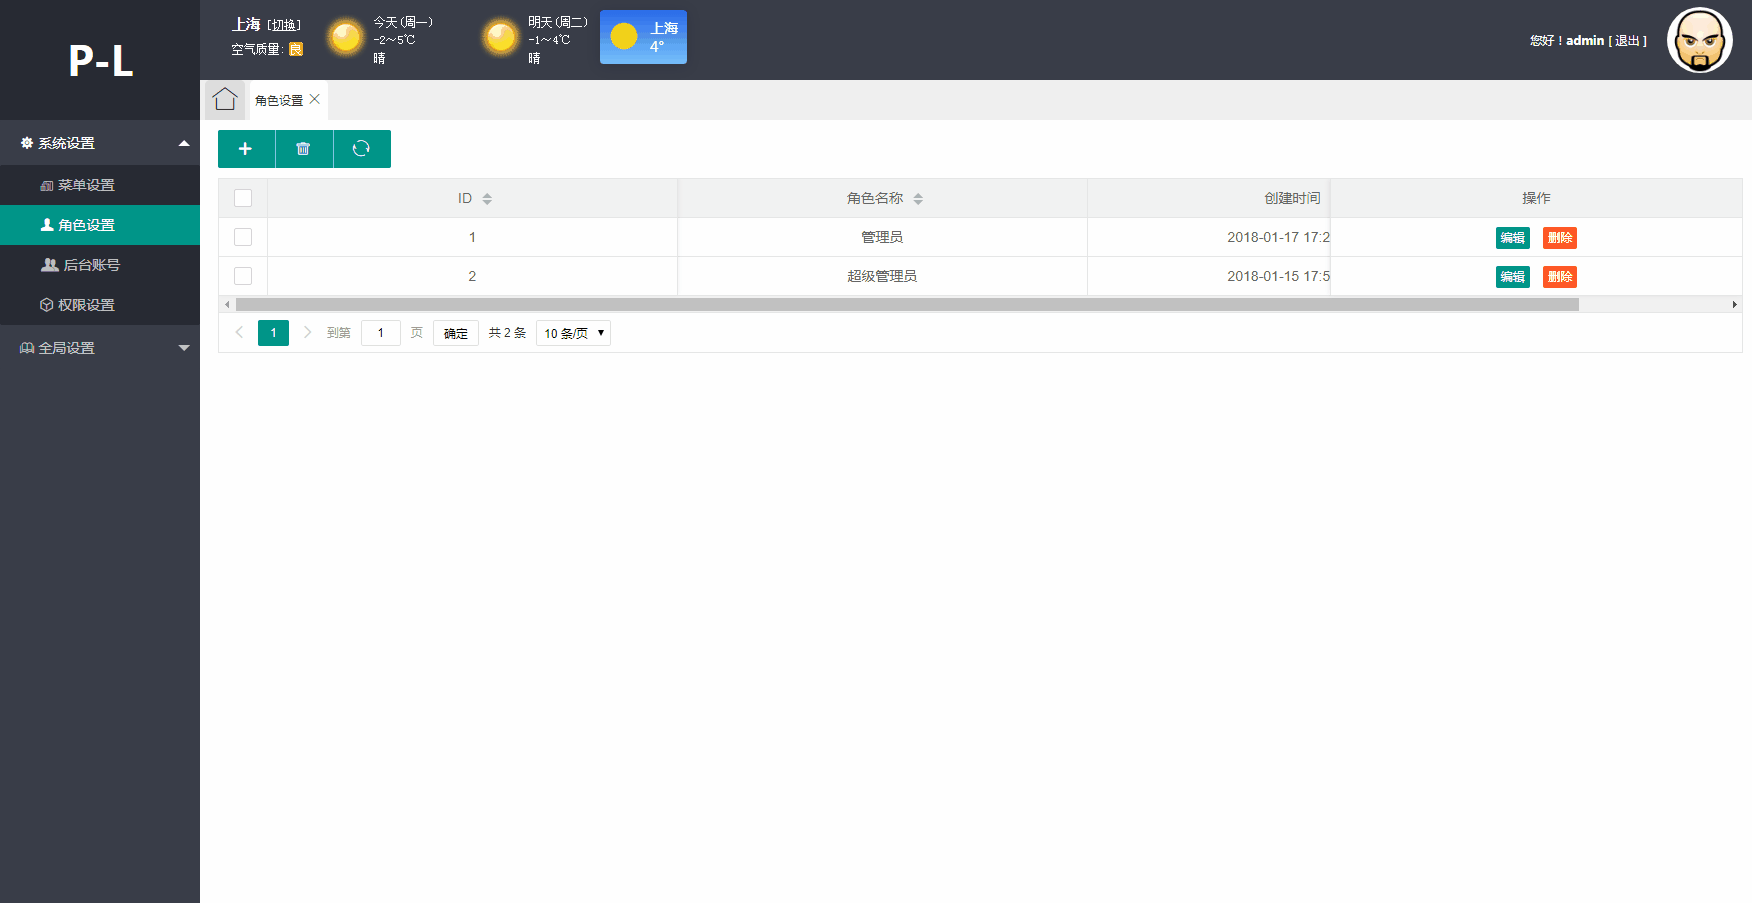 P-L
上海 [切换]
空气质量: 良
今天(周一)
-2~5℃
晴
明天(周二)
-1~4℃
晴
上海
4°
您好！admin [ 退出 ]
系统设置
菜单设置
角色设置
后台账号
权限设置
全局设置
角色设置
ID 角色名称 创建时间 操作
1 管理员 2018-01-17 17:2 编辑 删除
2 超级管理员 2018-01-15 17:5 编辑 删除
1 到第 1 页 确定 共 2 条 10 条/页